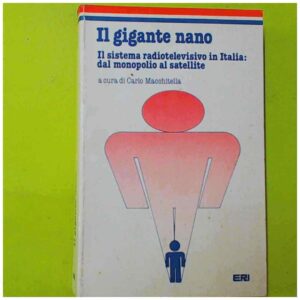 Il gigante nano
Il sistema radiotelevisivo in Italia:
dal monopolio al satellite
a cura di Carlo Macchitella
ERI